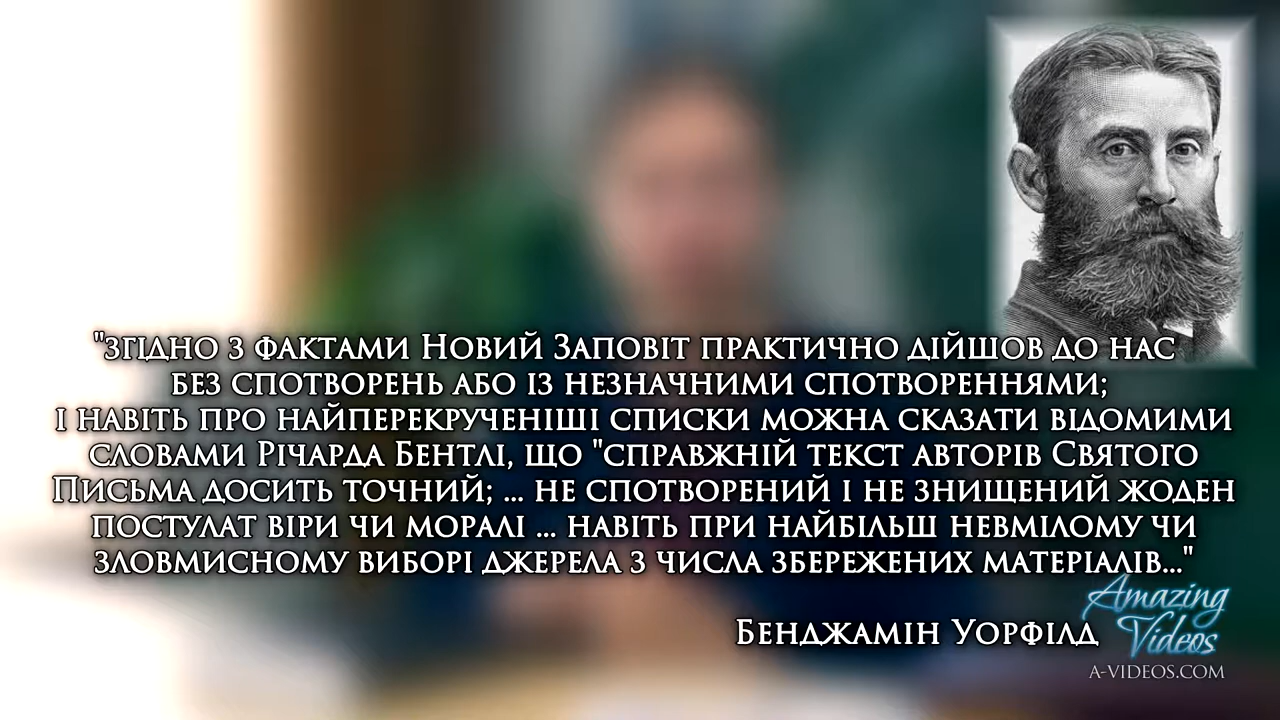 "згідно з фактами Новий Заповіт практично дійшов до нас
без спотворень або із незначними спотвореннями;
і навіть про найперекрученіші списки можна сказати відомими
словами Річарда Бентлі, що "справжній текст авторів Святого
Письма досить точний; ... не спотворений і не знищений жоден
постулат віри чи моралі ... навіть при найбільш невмілому чи
зловмисному виборі джерела з числа збережених матеріалів..."
Бенджамін Уорфілд
Amazing
Videos
A-VIDEOS.COM